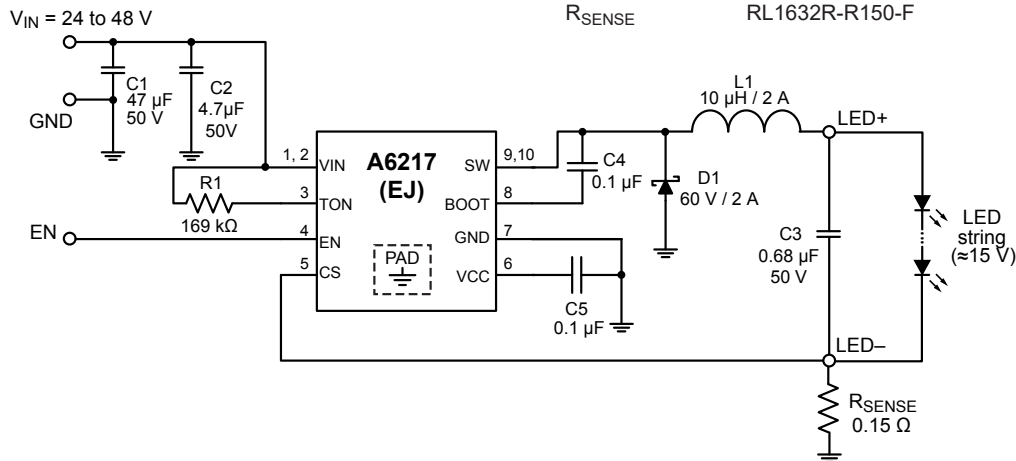 V_IN = 24 to 48 V
R_SENSE RL1632R-R150-F
C1
47 µF
50 V
C2
4.7µF
50V
GND
L1
10 µH / 2 A
LED+
A6217
(EJ)
1, 2 VIN
SW 9,10
C4
0.1 µF
D1
60 V / 2 A
R1
169 kΩ
3 TON
BOOT 8
EN
4 EN
GND 7
PAD
5 CS
VCC 6
C5
0.1 µF
C3
0.68 µF
50 V
LED
string
(≈15 V)
LED–
R_SENSE
0.15 Ω